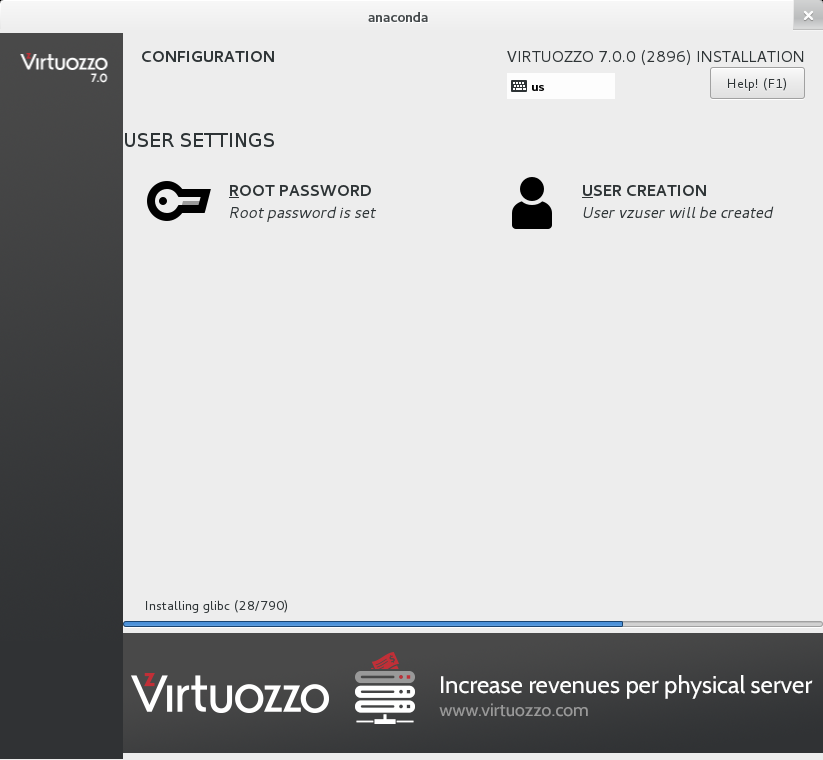 anaconda
Virtuozzo
7.0
CONFIGURATION
VIRTUOZZO 7.0.0 (2896) INSTALLATION
us
Help! (F1)
USER SETTINGS
ROOT PASSWORD
Root password is set
USER CREATION
User vzuser will be created
Installing glibc (28/790)
Virtuozzo
Increase revenues per physical server
www.virtuozzo.com